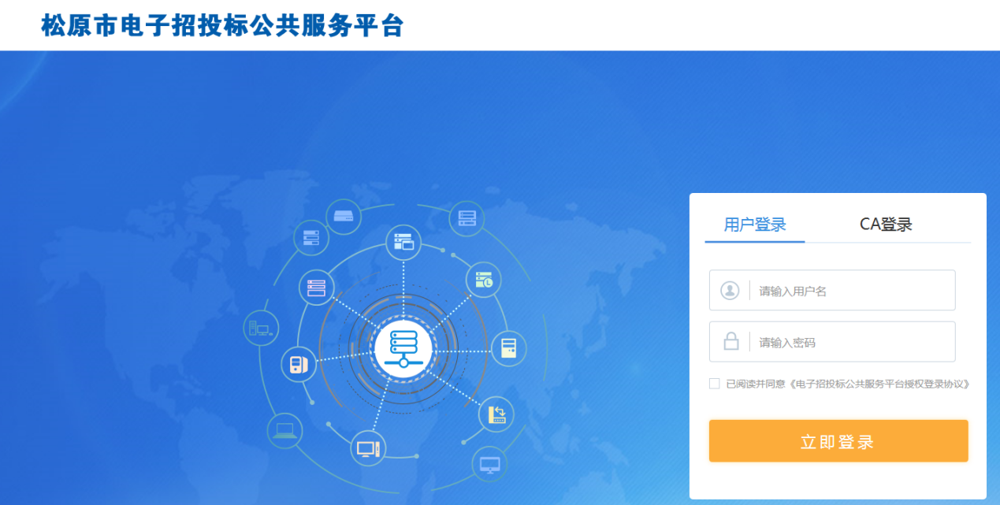 松原市电子招投标公共服务平台
用户登录 CA登录
请输入用户名
请输入密码
已阅读并同意《电子招投标公共服务平台授权登录协议》
立即登录